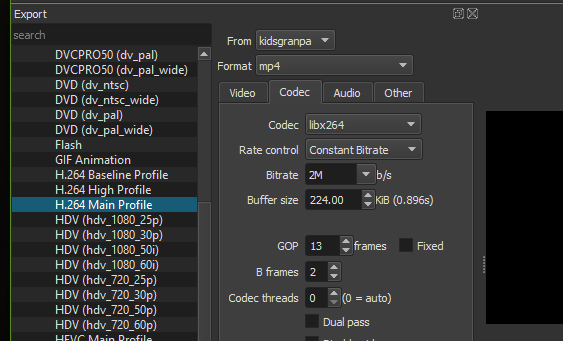 Export
search
DVCPRO50 (dv_pal)
DVCPRO50 (dv_pal_wide)
DVD (dv_ntsc)
DVD (dv_ntsc_wide)
DVD (dv_pal)
DVD (dv_pal_wide)
Flash
GIF Animation
H.264 Baseline Profile
H.264 High Profile
H.264 Main Profile
HDV (hdv_1080_25p)
HDV (hdv_1080_30p)
HDV (hdv_1080_50i)
HDV (hdv_1080_60i)
HDV (hdv_720_25p)
HDV (hdv_720_30p)
HDV (hdv_720_50p)
HDV (hdv_720_60p)
HEVC Main Profile
From kidsgranpa
Format mp4
Video Codec Audio Other
Codec libx264
Rate control Constant Bitrate
Bitrate 2M b/s
Buffer size 224.00 KiB (0.896s)
GOP 13 frames Fixed
B frames 2
Codec threads 0 (0 = auto)
Dual pass